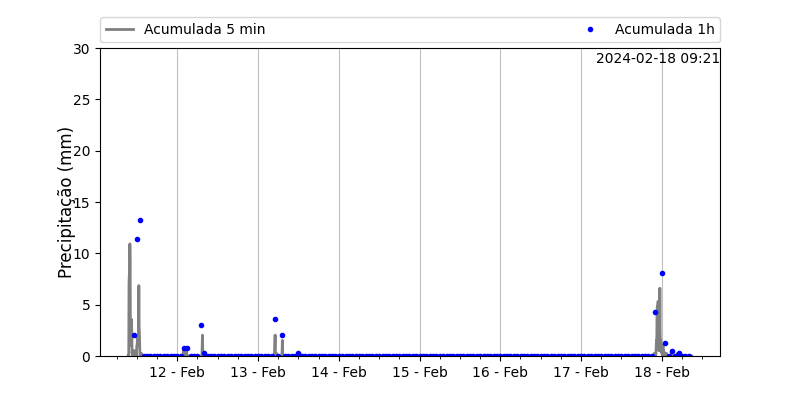 Acumulada 5 min
Acumulada 1h
2024-02-18 09:21
Precipitação (mm)
30
25
20
15
10
5
0
12 - Feb
13 - Feb
14 - Feb
15 - Feb
16 - Feb
17 - Feb
18 - Feb